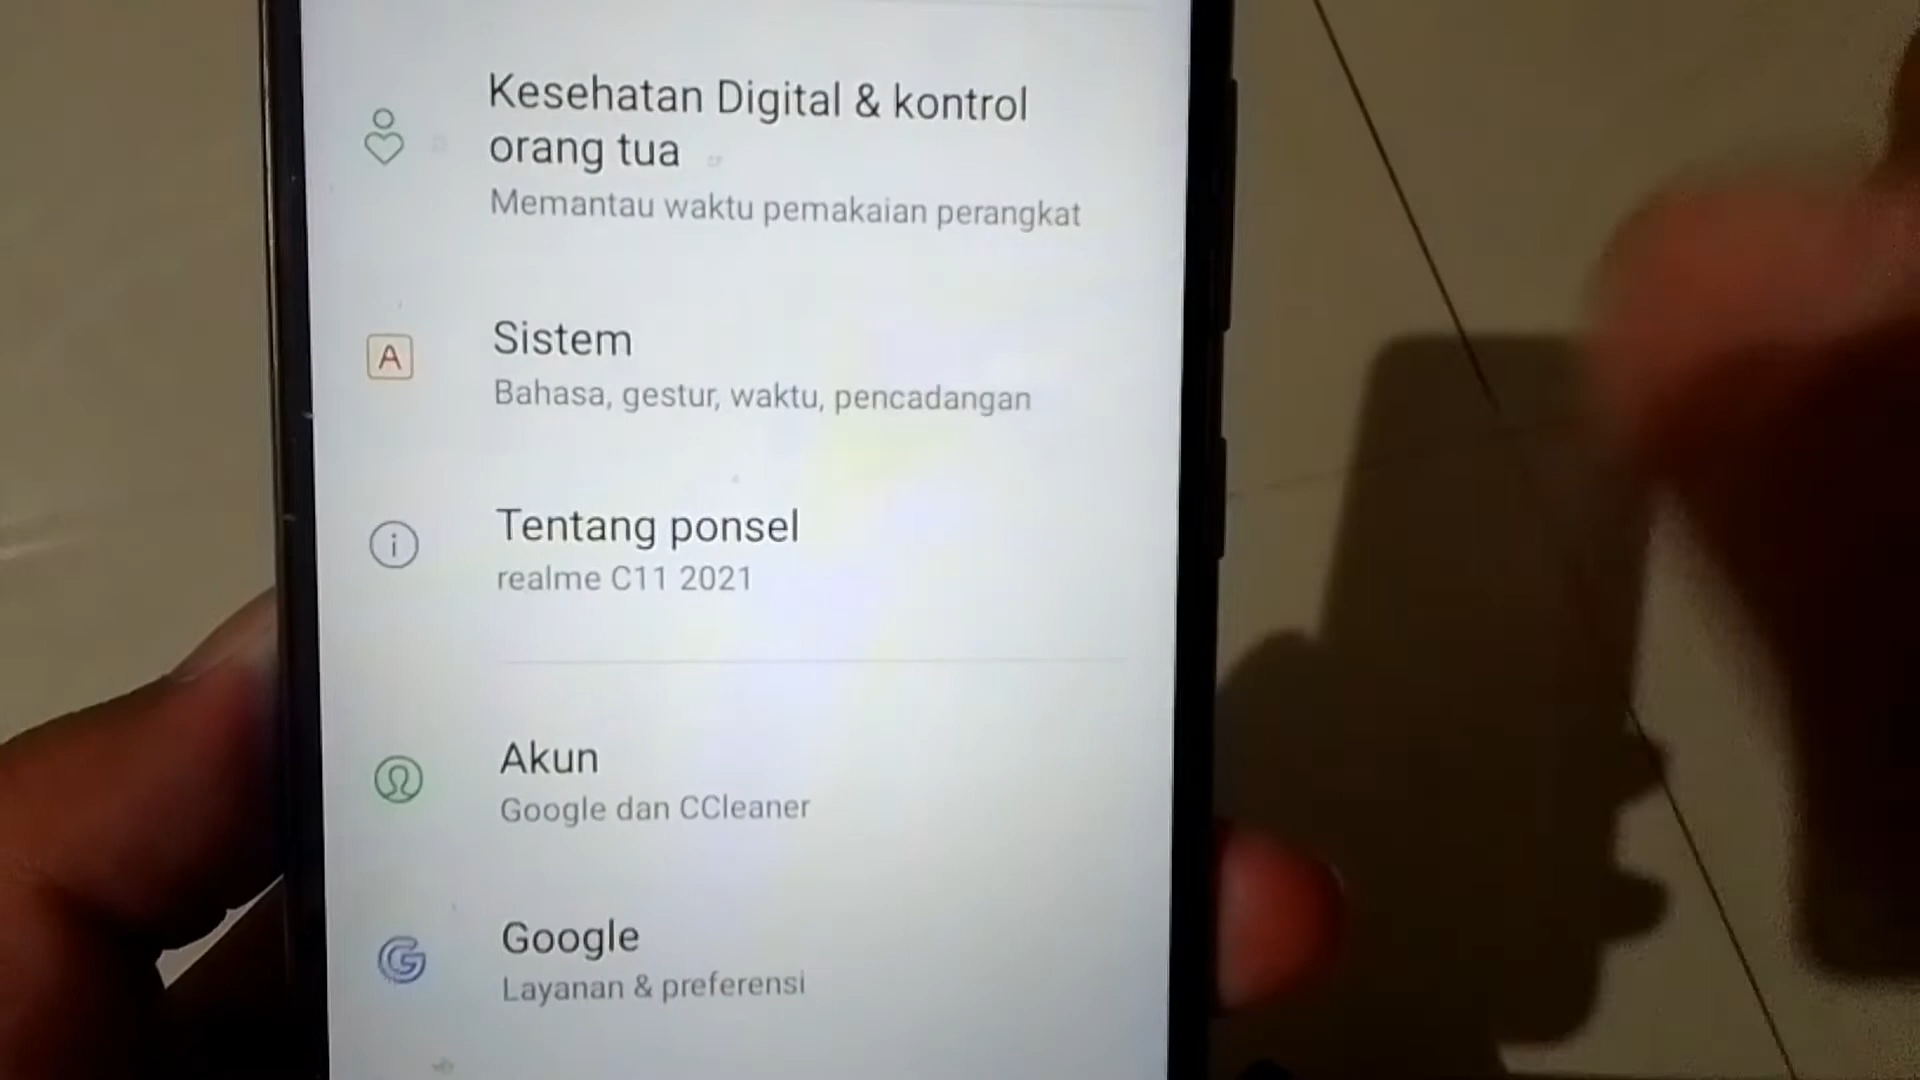 Kesehatan Digital & kontrol
orang tua
Memantau waktu pemakaian perangkat
A
Sistem
Bahasa, gestur, waktu, pencadangan
Tentang ponsel
realme C11 2021
Akun
Google dan CCleaner
Google
Layanan & preferensi